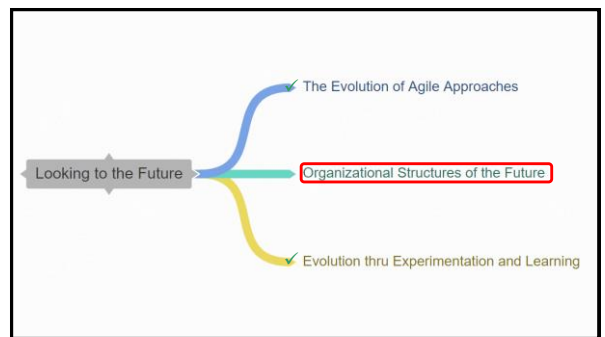 The Evolution of Agile Approaches
Looking to the Future
Organizational Structures of the Future
Evolution thru Experimentation and Learning